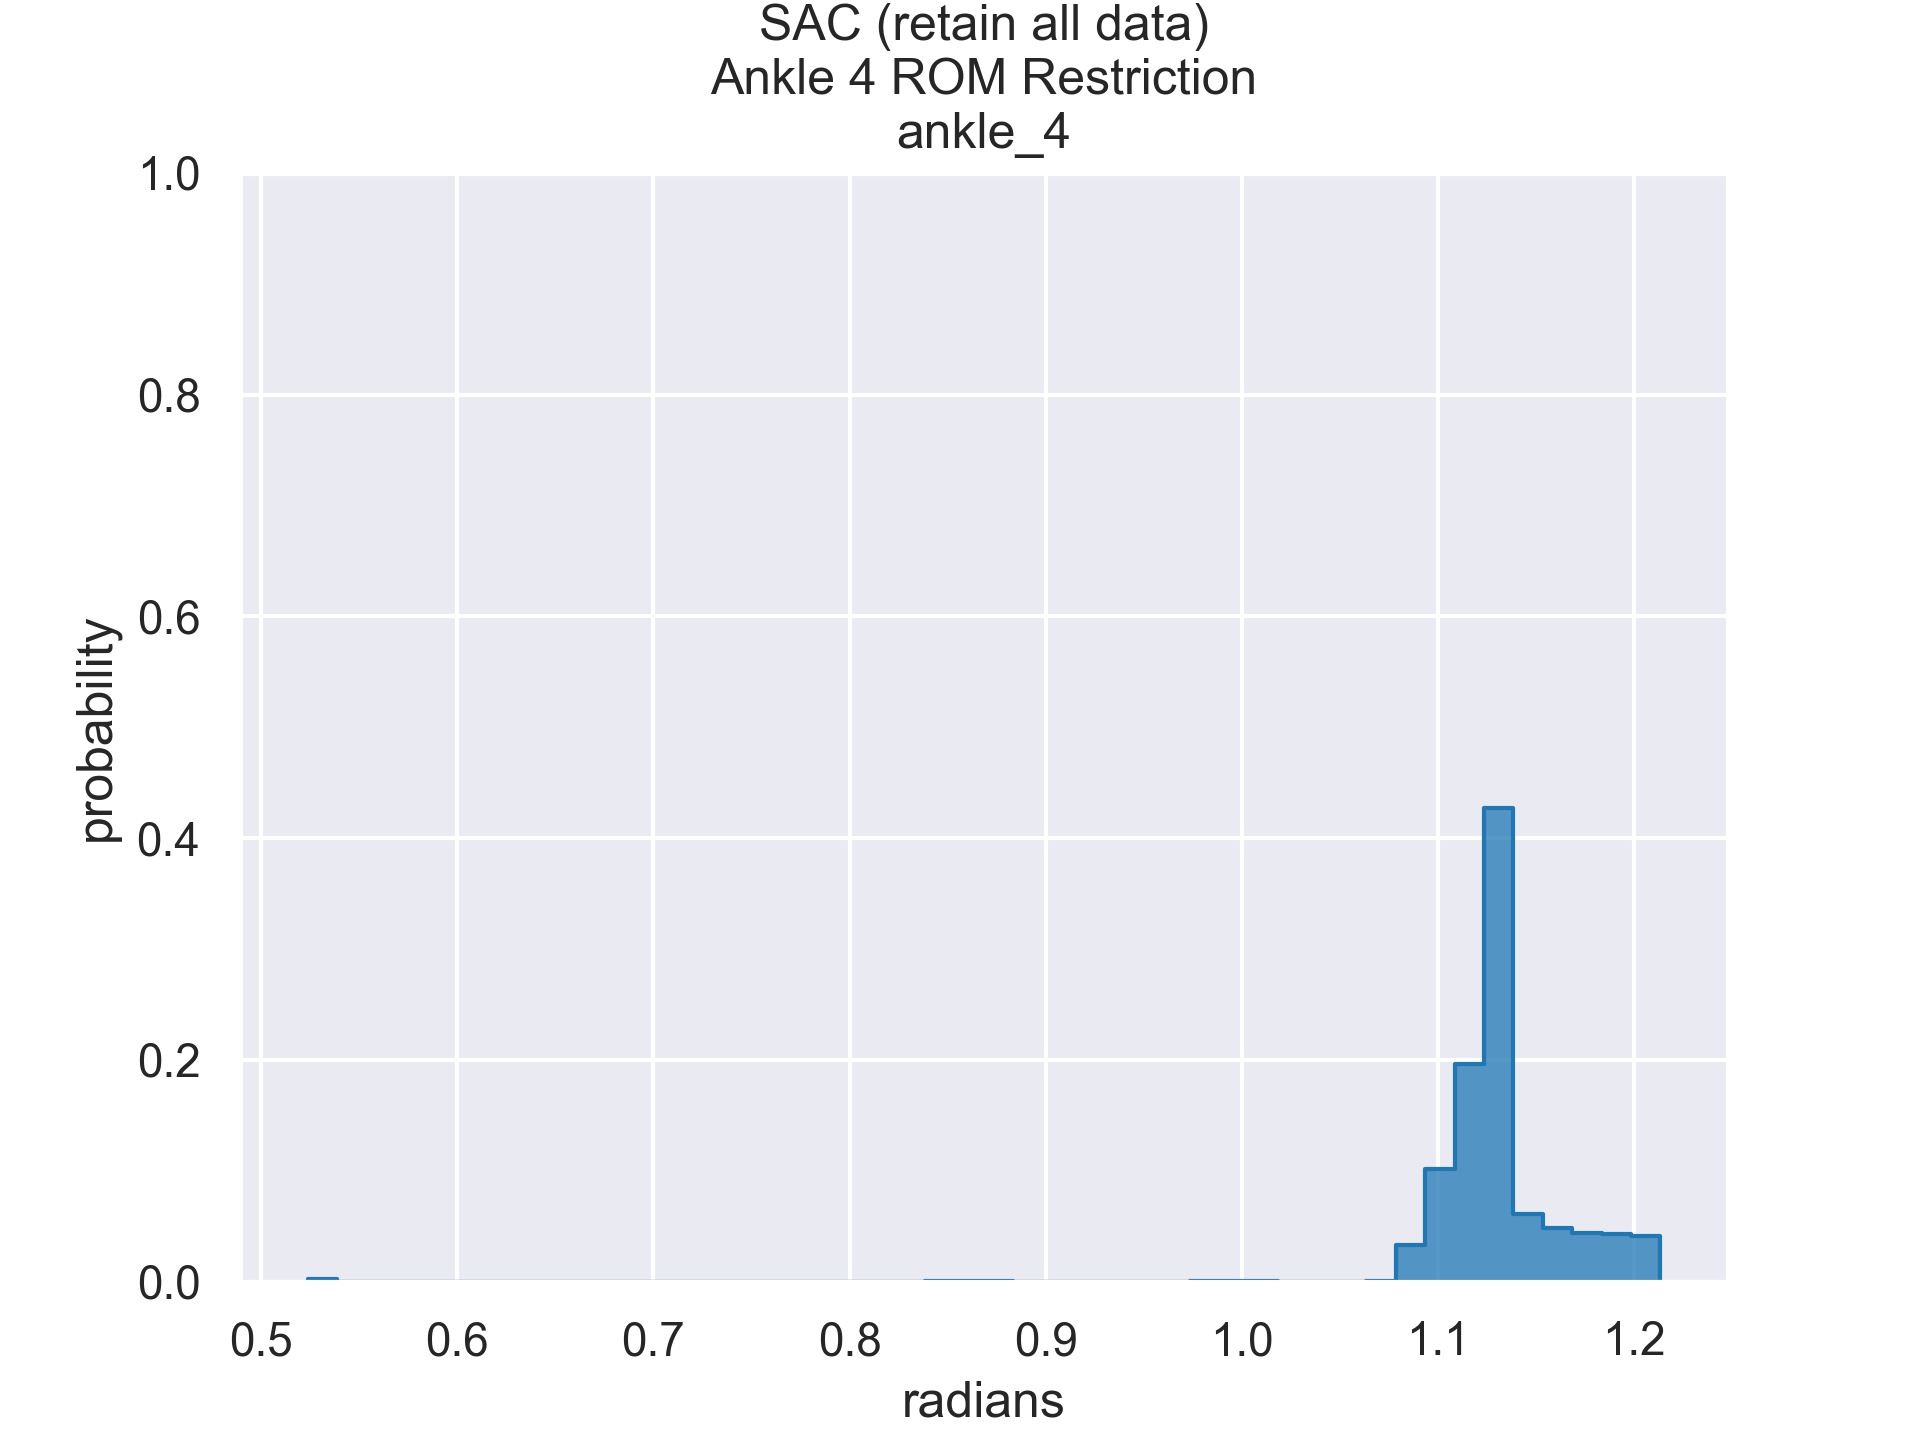 SAC (retain all data)
Ankle 4 ROM Restriction
ankle_4
1.0
0.8
0.6
0.4
0.2
0.0
probability
0.5 0.6 0.7 0.8 0.9 1.0 1.1 1.2
radians